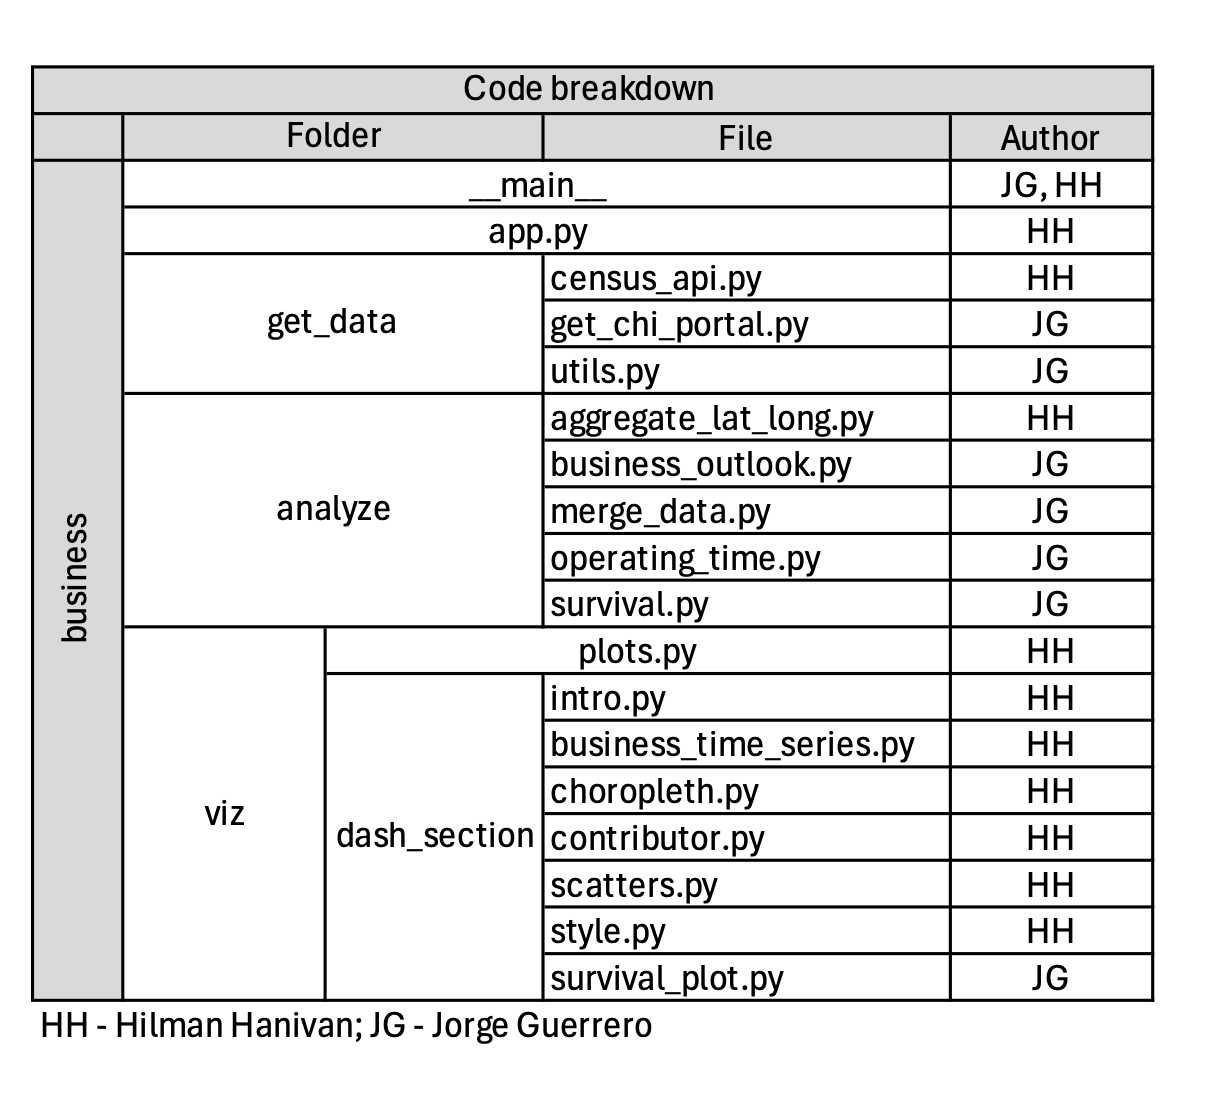 Code breakdown
Folder File Author
business
__main__ JG, HH
app.py HH
get_data
census_api.py HH
get_chi_portal.py JG
utils.py JG
analyze
aggregate_lat_long.py HH
business_outlook.py JG
merge_data.py JG
operating_time.py JG
survival.py JG
viz
plots.py HH
dash_section
intro.py HH
business_time_series.py HH
choropleth.py HH
contributor.py HH
scatters.py HH
style.py HH
survival_plot.py JG
HH - Hilman Hanivan; JG - Jorge Guerrero